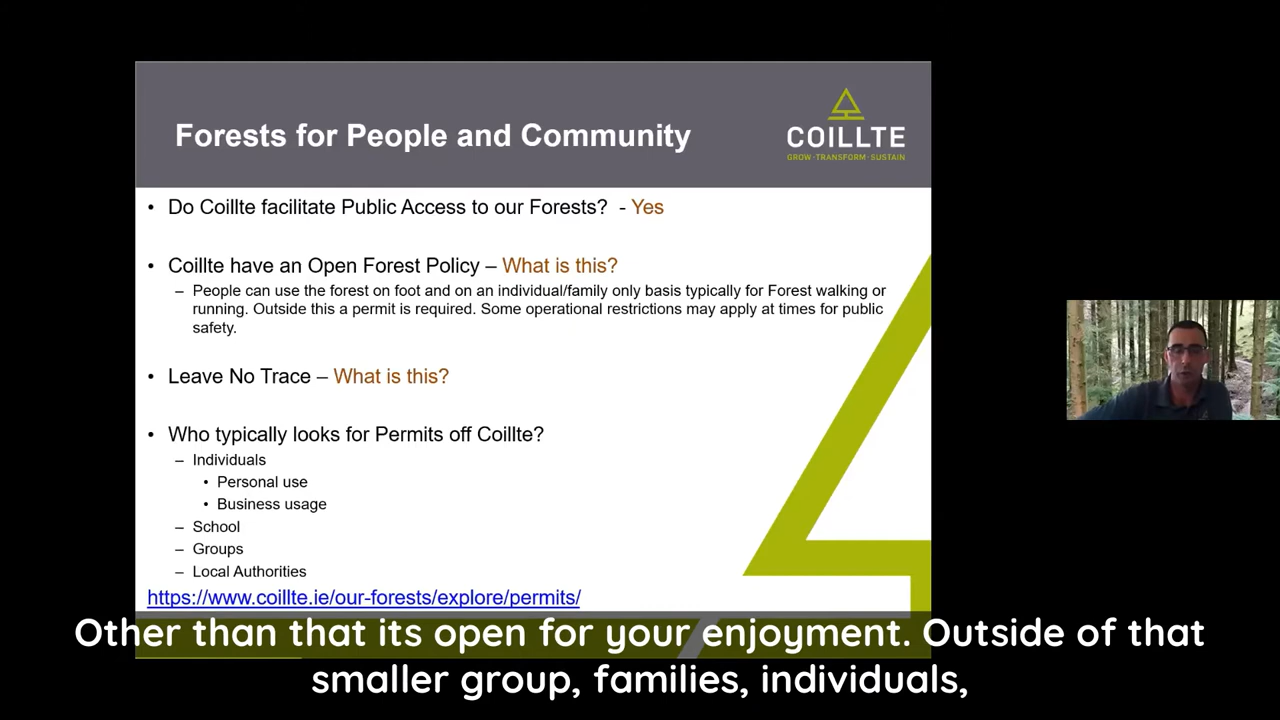 Forests for People and Community
COILLTE
GROW·TRANSFORM·SUSTAIN
• Do Coillte facilitate Public Access to our Forests?  - Yes
• Coillte have an Open Forest Policy – What is this?
– People can use the forest on foot and on an individual/family only basis typically for Forest walking or
running. Outside this a permit is required. Some operational restrictions may apply at times for public
safety.
• Leave No Trace – What is this?
• Who typically looks for Permits off Coillte?
– Individuals
• Personal use
• Business usage
– School
– Groups
– Local Authorities
https://www.coillte.ie/our-forests/explore/permits/
Other than that its open for your enjoyment. Outside of that
smaller group, families, individuals,